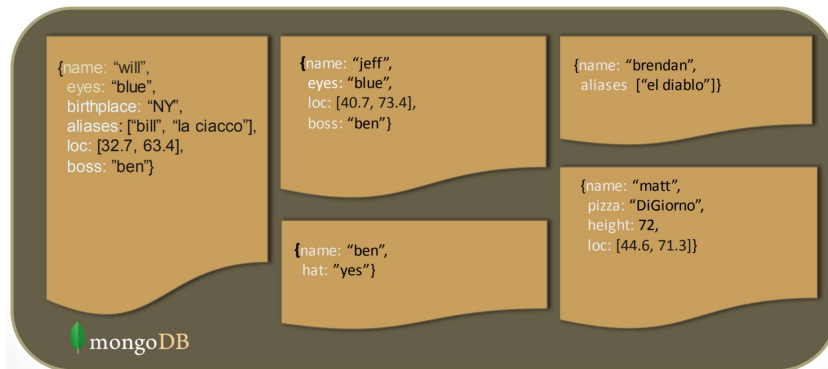 {name: “will”,
eyes: “blue”,
birthplace: “NY”,
aliases: [“bill”, “la ciacco”],
loc: [32.7, 63.4],
boss: ”ben”}
{name: “jeff”,
eyes: “blue”,
loc: [40.7, 73.4],
boss: “ben”}
{name: “brendan”,
aliases [“el diablo”]}
{name: “ben”,
hat: ”yes”}
{name: “matt”,
pizza: “DiGiorno”,
height: 72,
loc: [44.6, 71.3]}
mongoDB